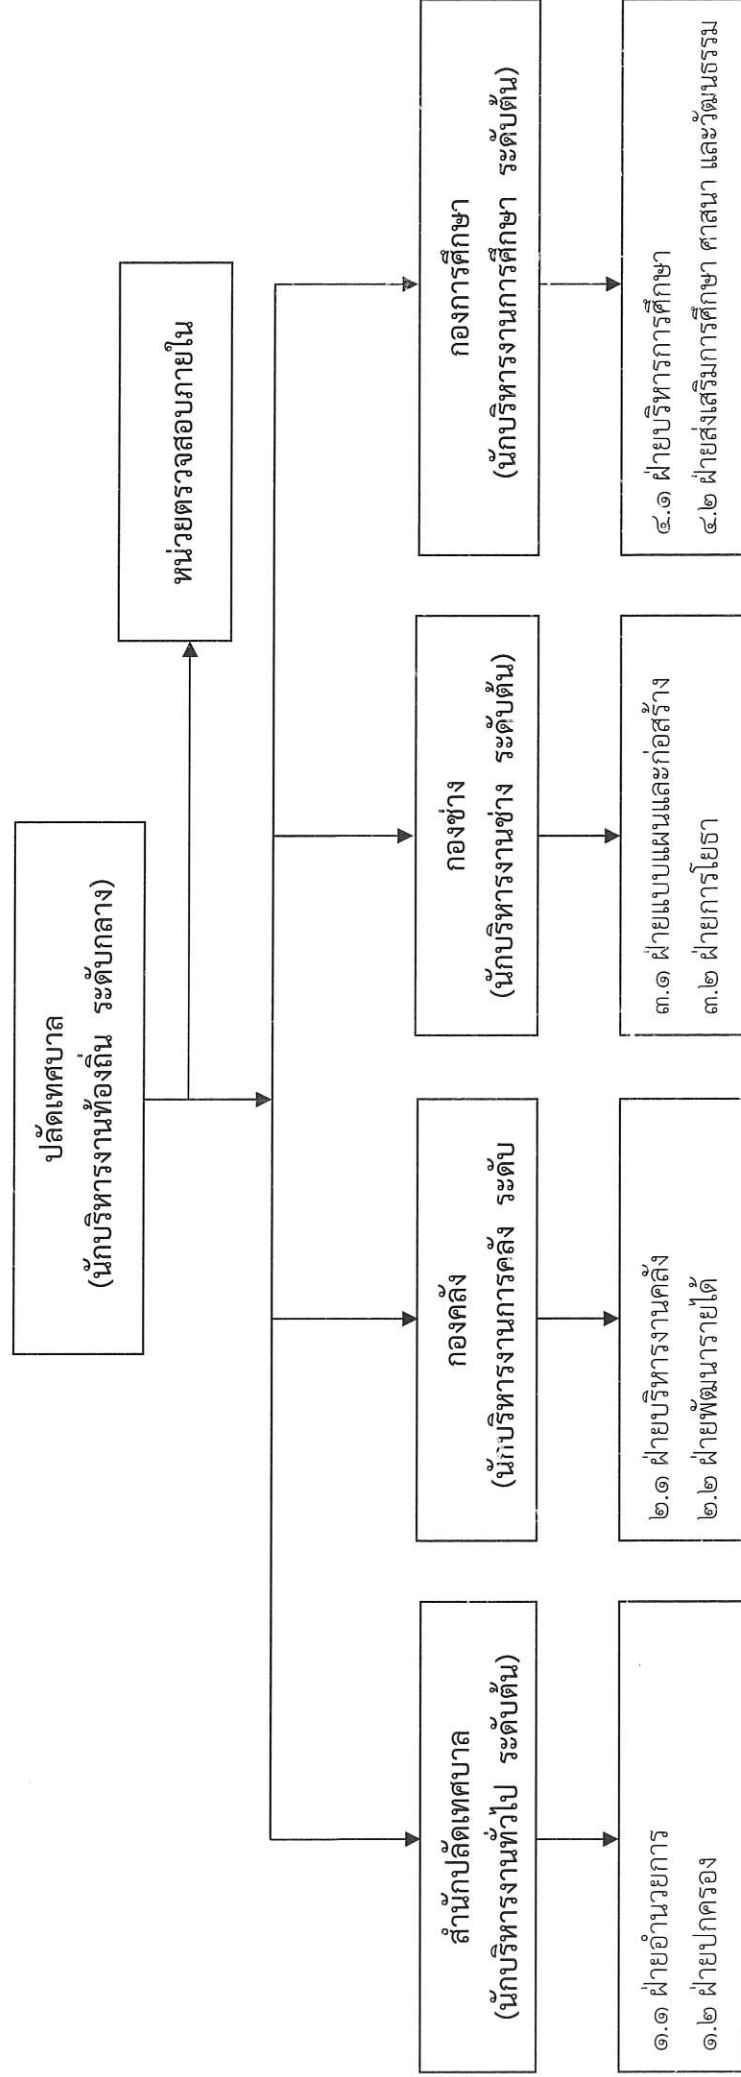 ปลัดเทศบาล
(นักบริหารงานท้องถิ่น ระดับกลาง)
หน่วยตรวจสอบภายใน
สำนักปลัดเทศบาล
(นักบริหารงานทั่วไป ระดับต้น)
กองคลัง
(นักบริหารงานการคลัง ระดับ
กองช่าง
(นักบริหารงานช่าง ระดับต้น)
กองการศึกษา
(นักบริหารงานการศึกษา ระดับต้น)
๑.๑ ฝ่ายอำนวยการ
๑.๒ ฝ่ายปกครอง
๒.๑ ฝ่ายบริหารงานคลัง
๒.๒ ฝ่ายพัฒนารายได้
๓.๑ ฝ่ายแบบแผนและก่อสร้าง
๓.๒ ฝ่ายการโยธา
๔.๑ ฝ่ายบริหารการศึกษา
๔.๒ ฝ่ายส่งเสริมการศึกษา ศาสนา และวัฒนธรรม